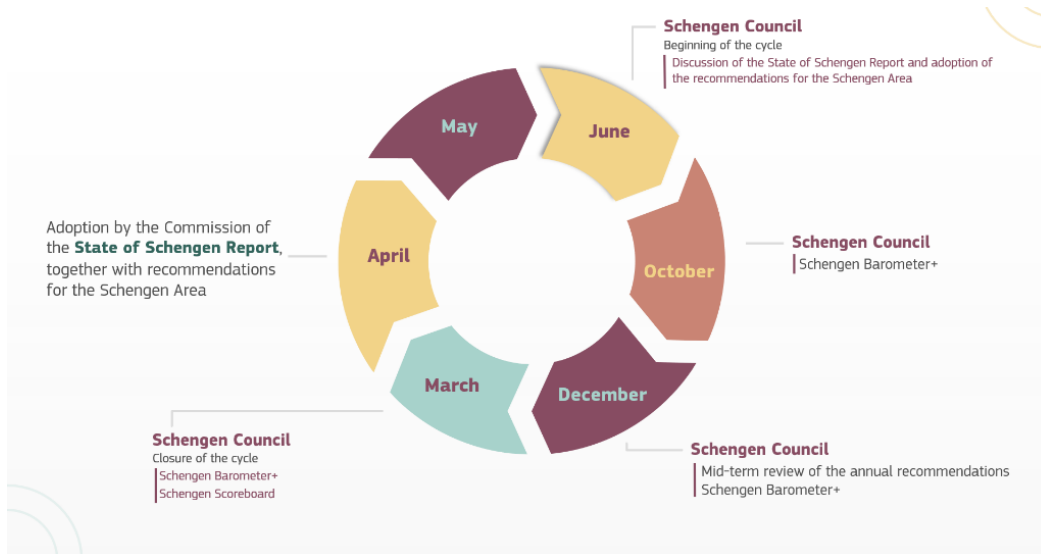 Schengen Council
Beginning of the cycle
Discussion of the State of Schengen Report and adoption of
the recommendations for the Schengen Area
May
June
Adoption by the Commission of
the State of Schengen Report,
together with recommendations
for the Schengen Area
April
October
Schengen Council
Schengen Barometer+
March
December
Schengen Council
Closure of the cycle
Schengen Barometer+
Schengen Scoreboard
Schengen Council
Mid-term review of the annual recommendations
Schengen Barometer+